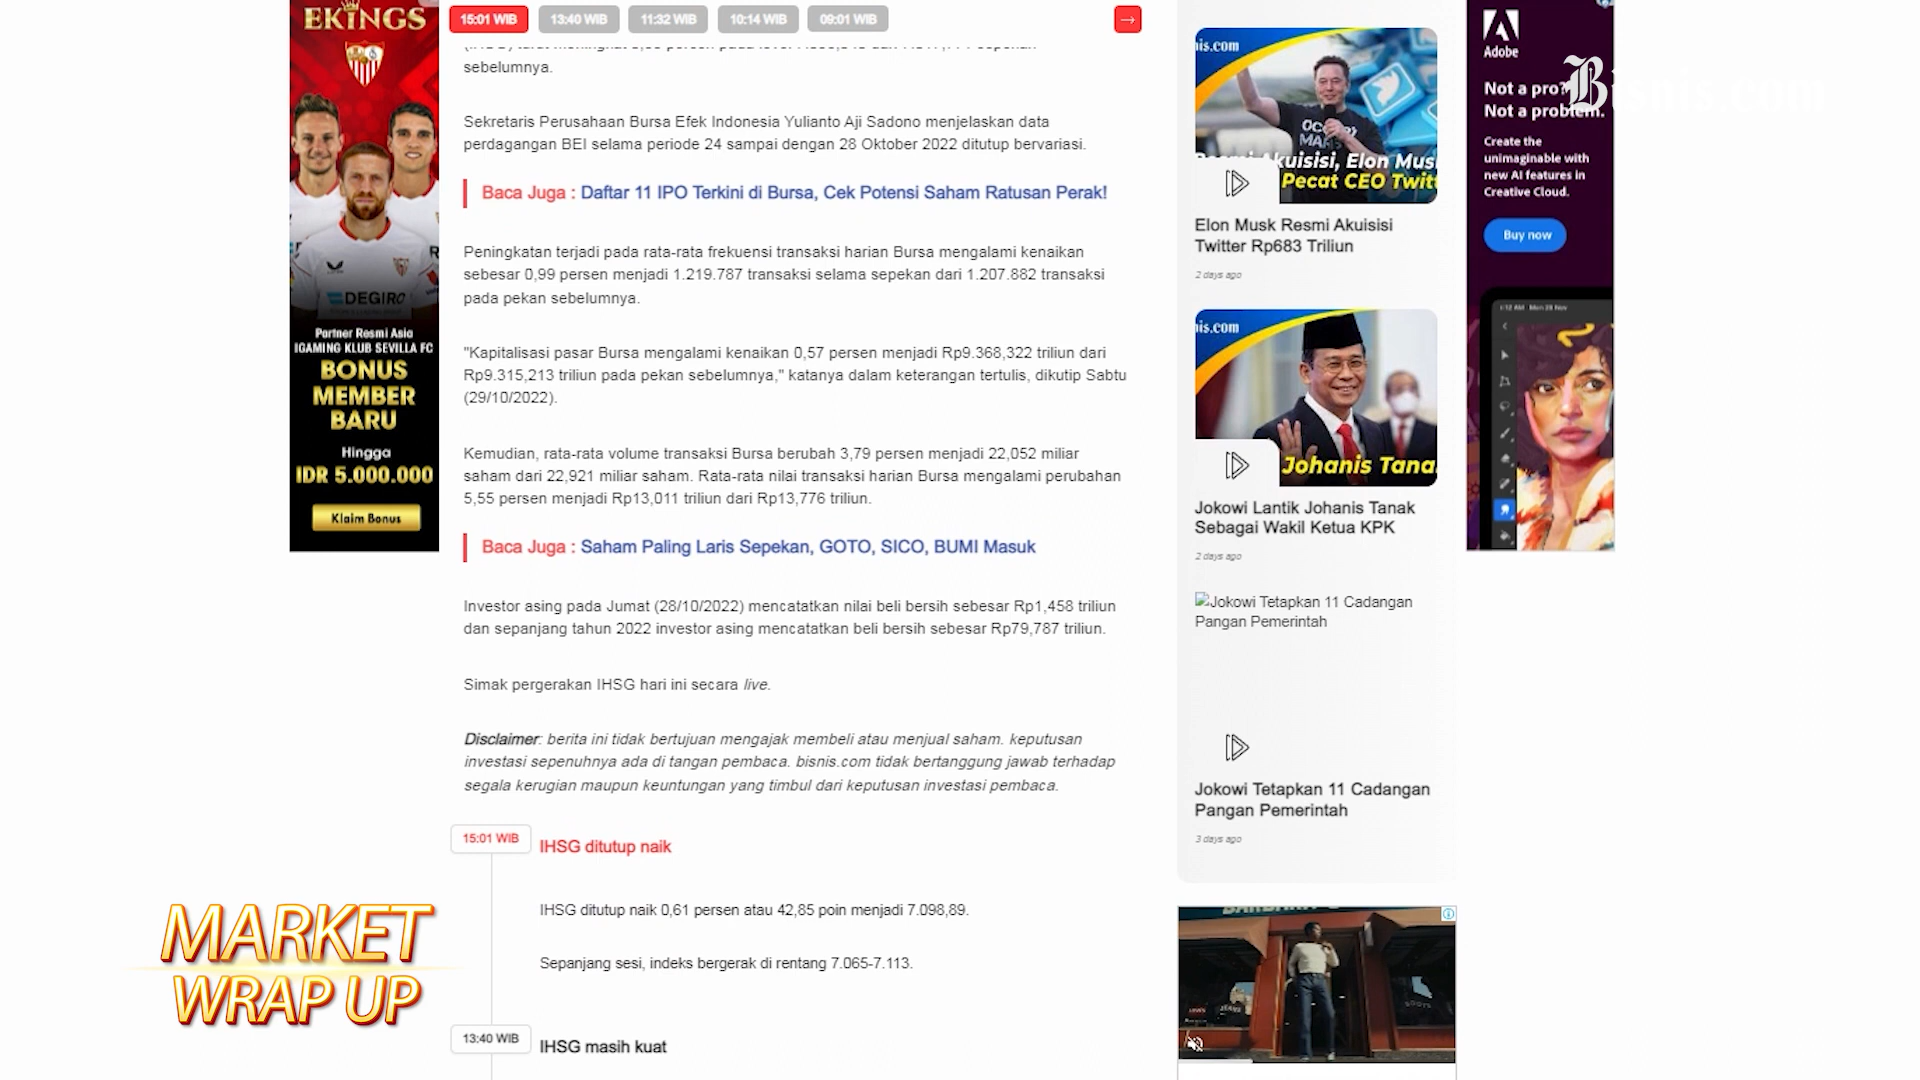 EKINGS
DEGIRO
Partner Resmi Asia
IGAMING KLUB SEVILLA FC
BONUS
MEMBER
BARU
Hingga
IDR 5.000.000
Klaim Bonus
15:01 WIB
13:40 WIB
11:32 WIB
10:14 WIB
09:01 WIB
sebelumnya.
Sekretaris Perusahaan Bursa Efek Indonesia Yulianto Aji Sadono menjelaskan data
perdagangan BEI selama periode 24 sampai dengan 28 Oktober 2022 ditutup bervariasi.
Baca Juga : Daftar 11 IPO Terkini di Bursa, Cek Potensi Saham Ratusan Perak!
Peningkatan terjadi pada rata-rata frekuensi transaksi harian Bursa mengalami kenaikan
sebesar 0,99 persen menjadi 1.219.787 transaksi selama sepekan dari 1.207.882 transaksi
pada pekan sebelumnya.
"Kapitalisasi pasar Bursa mengalami kenaikan 0,57 persen menjadi Rp9.368,322 triliun dari
Rp9.315,213 triliun pada pekan sebelumnya," katanya dalam keterangan tertulis, dikutip Sabtu
(29/10/2022).
Kemudian, rata-rata volume transaksi Bursa berubah 3,79 persen menjadi 22,052 miliar
saham dari 22,921 miliar saham. Rata-rata nilai transaksi harian Bursa mengalami perubahan
5,55 persen menjadi Rp13,011 triliun dari Rp13,776 triliun.
Baca Juga : Saham Paling Laris Sepekan, GOTO, SICO, BUMI Masuk
Investor asing pada Jumat (28/10/2022) mencatatkan nilai beli bersih sebesar Rp1,458 triliun
dan sepanjang tahun 2022 investor asing mencatatkan beli bersih sebesar Rp79,787 triliun.
Simak pergerakan IHSG hari ini secara live.
Disclaimer: berita ini tidak bertujuan mengajak membeli atau menjual saham. keputusan
investasi sepenuhnya ada di tangan pembaca. bisnis.com tidak bertanggung jawab terhadap
segala kerugian maupun keuntungan yang timbul dari keputusan investasi pembaca.
15:01 WIB
IHSG ditutup naik
IHSG ditutup naik 0,61 persen atau 42,85 poin menjadi 7.098,89.
Sepanjang sesi, indeks bergerak di rentang 7.065-7.113.
13:40 WIB
IHSG masih kuat
MARKET
WRAP UP
nis.com
OCCUPY
MARS
Resmi Akuisisi, Elon Mus
Pecat CEO Twit
Elon Musk Resmi Akuisisi
Twitter Rp683 Triliun
2 days ago
nis.com
Johanis Tana
Jokowi Lantik Johanis Tanak
Sebagai Wakil Ketua KPK
2 days ago
Jokowi Tetapkan 11 Cadangan
Pangan Pemerintah
Jokowi Tetapkan 11 Cadangan
Pangan Pemerintah
3 days ago
Adobe
Bisnis.com
Not a pro?
Not a problem.
Create the
unimaginable with
new AI features in
Creative Cloud.
Buy now